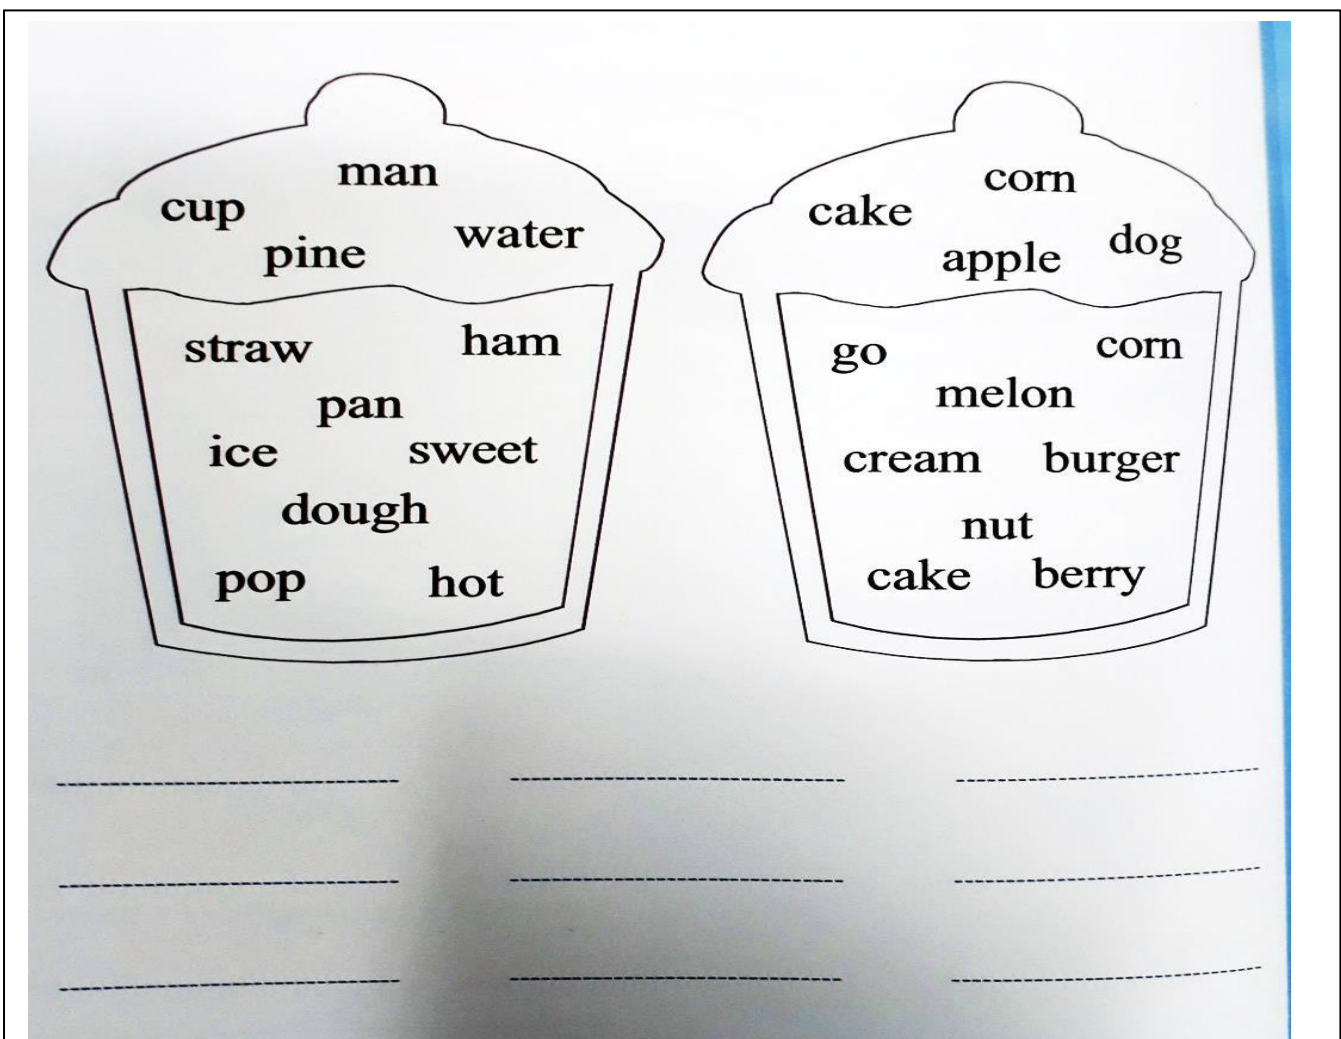 man
cup
water
pine
straw
ham
pan
ice
sweet
dough
pop
hot
corn
cake
dog
apple
go
corn
melon
cream
burger
nut
cake
berry